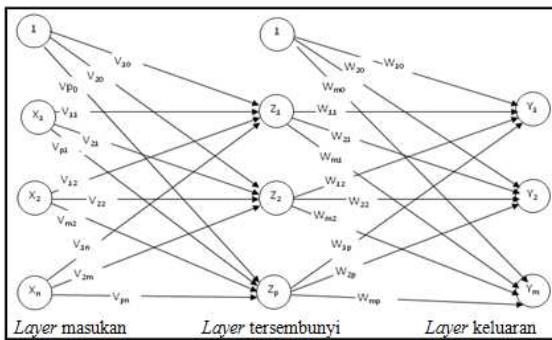 1 1
V10 W10
V20 W20
Vp0 Wm0
X1 Z1 Y1
V11 W11
V21 W21
Vp1 Wm1
V12 W12
X2 Z2 Y2
V22 W22
Vm2 Wm2
V1n W1p
V2m W2p
Xn Zp Ym
Vpn Wmp
Layer masukan Layer tersembunyi Layer keluaran